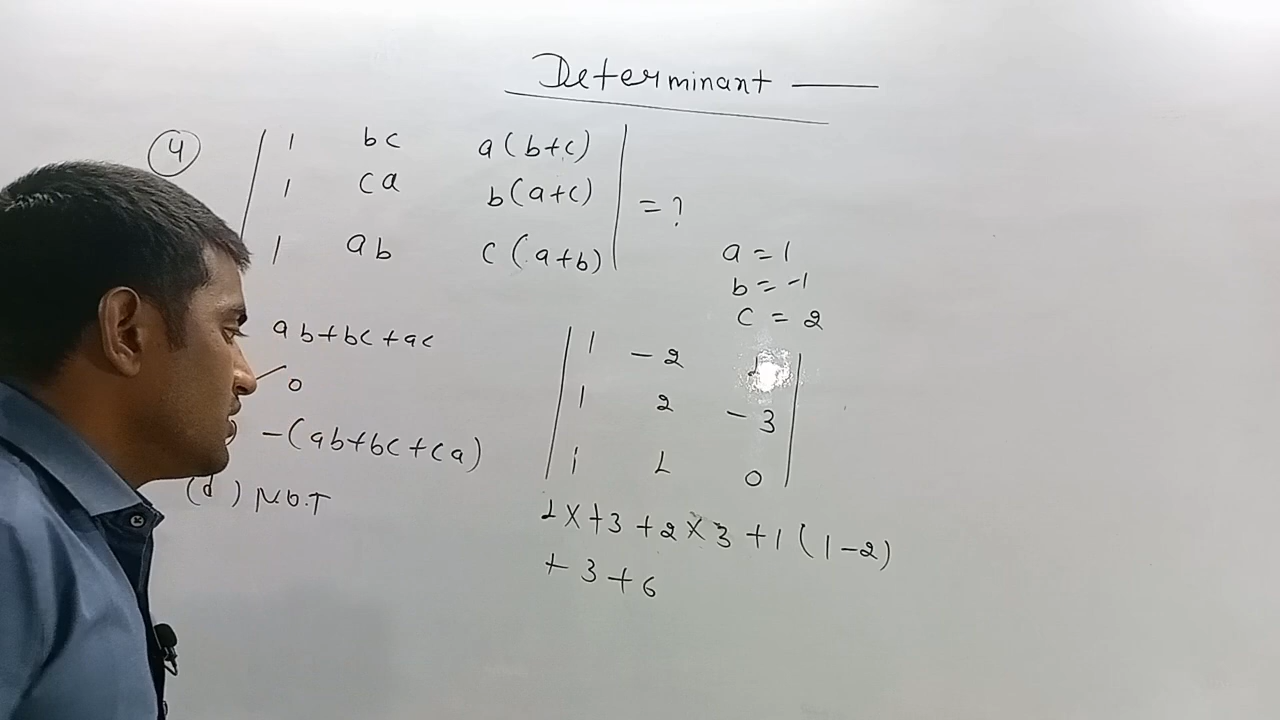 Determinant
4 | 1 bc a(b+c) |
| 1 ca b(a+c) | = ?
| 1 ab c(a+b) |
a = 1
b = -1
c = 2
ab+bc+ac
0
-(ab+bc+ca)
(d) N.O.T
| 1 -2 |
| 1 2 -3 |
| 1 1 0 |
1 x +3 +2 x 3 +1 (1-2)
+ 3 + 6